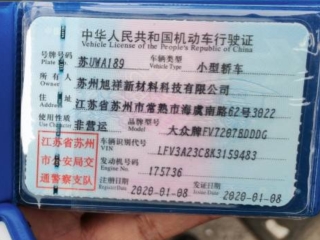 中华人民共和国机动车行驶证
Vehicle License of the People's Republic of China
号牌号码 苏UWA189 车辆类型 小型轿车
Plate No. Vehicle Type
所有人 苏州旭祥新材料科技有限公司
Owner
住址 江苏省苏州市常熟市海虞南路62号3022
Address
使用性质 非营运 品牌型号 大众牌FV7207BDDDG
Use Character Model
江苏省苏州市公安局交通警察支队
车辆识别代号 LFV3A23C8K3159483
VIN
发动机号码 175736
Engine No.
注册日期 2020-01-08 发证日期 2020-01-08
Register Date Issue Date